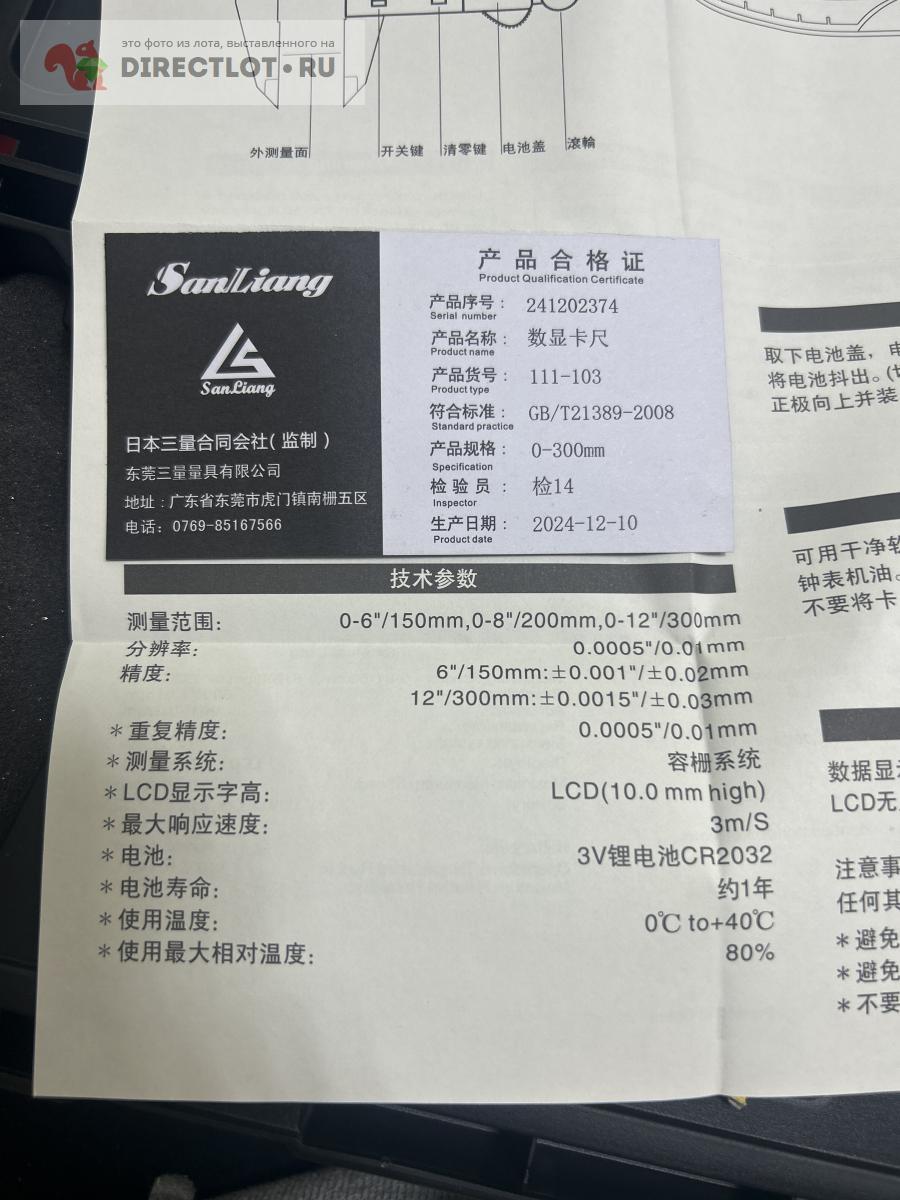 это фото из лота, выставленного на
DIRECTLOT•RU
外测量面
开关键
清零键
电池盖
滚輪
SanLiang
SanLiang
日本三量合同会社(监制)
东莞三量量具有限公司
地址:广东省东莞市虎门镇南栅五区
电话: 0769-85167566
产品合格证
Product Qualification Certificate
产品序号: 241202374
Serial number
产品名称: 数显卡尺
Product name
产品货号: 111-103
Product type
符合标准: GB/T21389-2008
Standard practice
产品规格: 0-300mm
Specification
检验员: 检14
Inspector
生产日期: 2024-12-10
Product date
技术参数
测量范围: 0-6"/150mm,0-8"/200mm,0-12"/300mm
分辨率: 0.0005"/0.01mm
精度: 6"/150mm:±0.001"/±0.02mm
12"/300mm:±0.0015"/±0.03mm
*重复精度: 0.0005"/0.01mm
*测量系统: 容栅系统
*LCD显示字高: LCD(10.0 mm high)
*最大响应速度: 3m/S
*电池: 3V锂电池CR2032
*电池寿命: 约1年
*使用温度: 0℃ to+40℃
*使用最大相对温度: 80%
取下电池盖,
将电池抖出。(
正极向上并装
可用干净软
钟表机油。
不要将卡
数据显示
LCD无
注意事
任何其
*避免
*避免
*不要